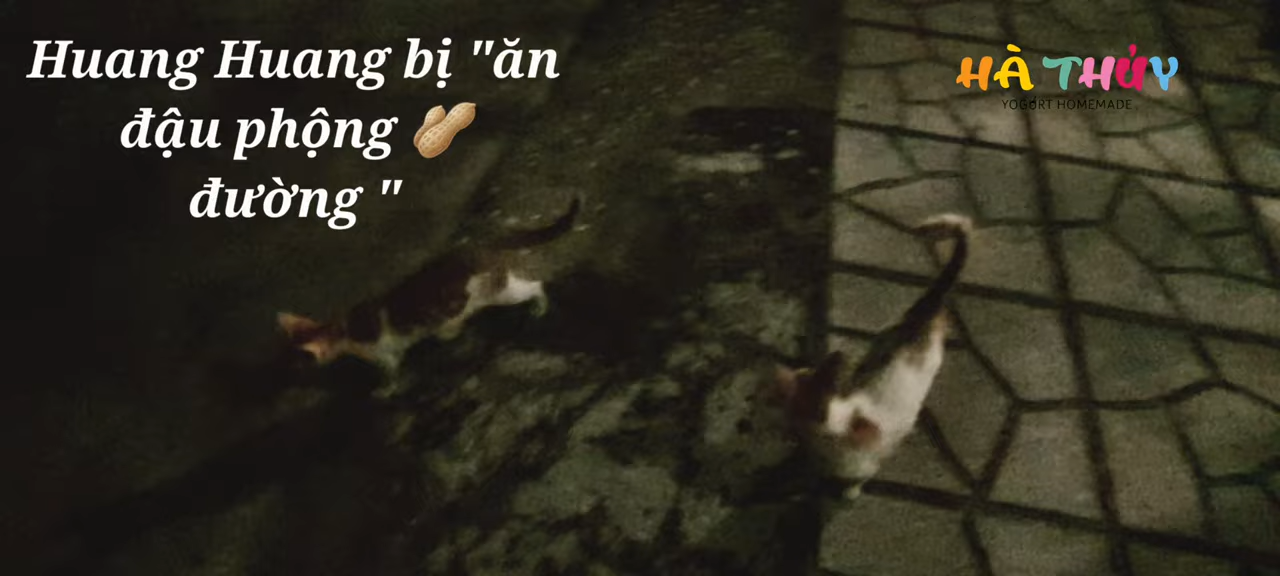 Huang Huang bị "ăn
đậu phộng 🥜
đường "
HÀ THỦY
YOGURT HOMEMADE